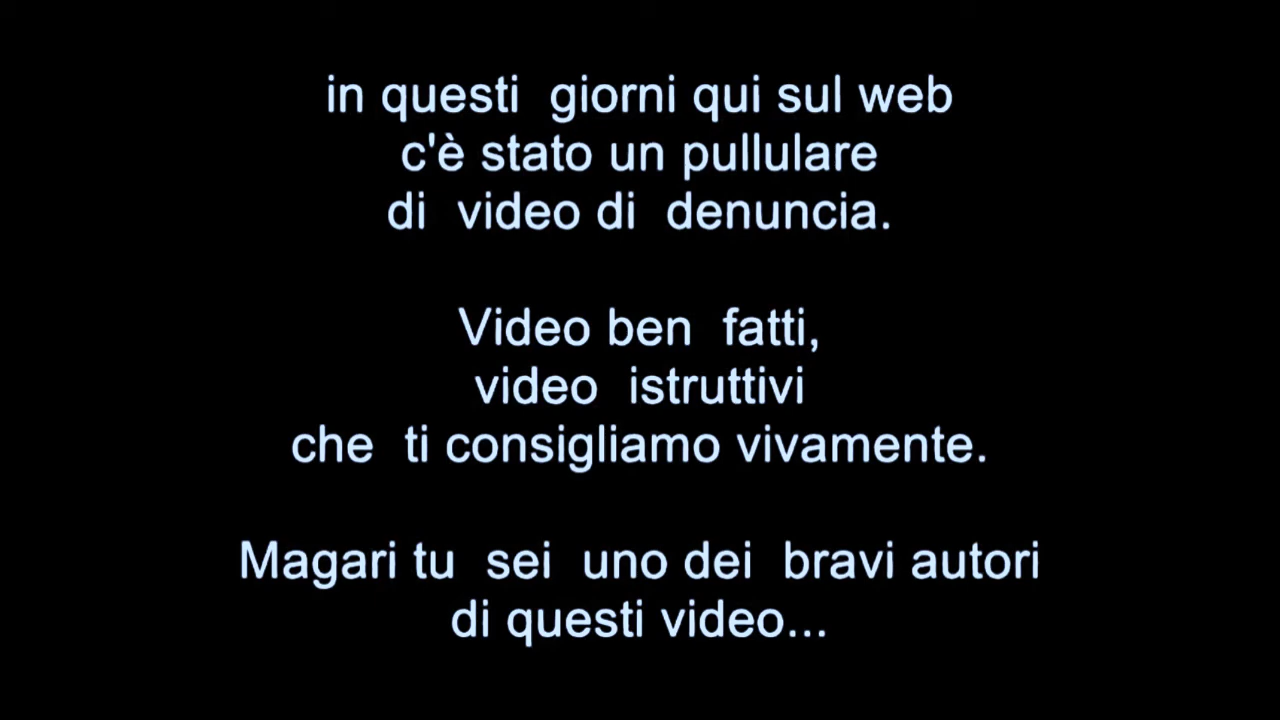 in questi giorni qui sul web
c'è stato un pullulare
di video di denuncia.
Video ben fatti,
video istruttivi
che ti consigliamo vivamente.
Magari tu sei uno dei bravi autori
di questi video...